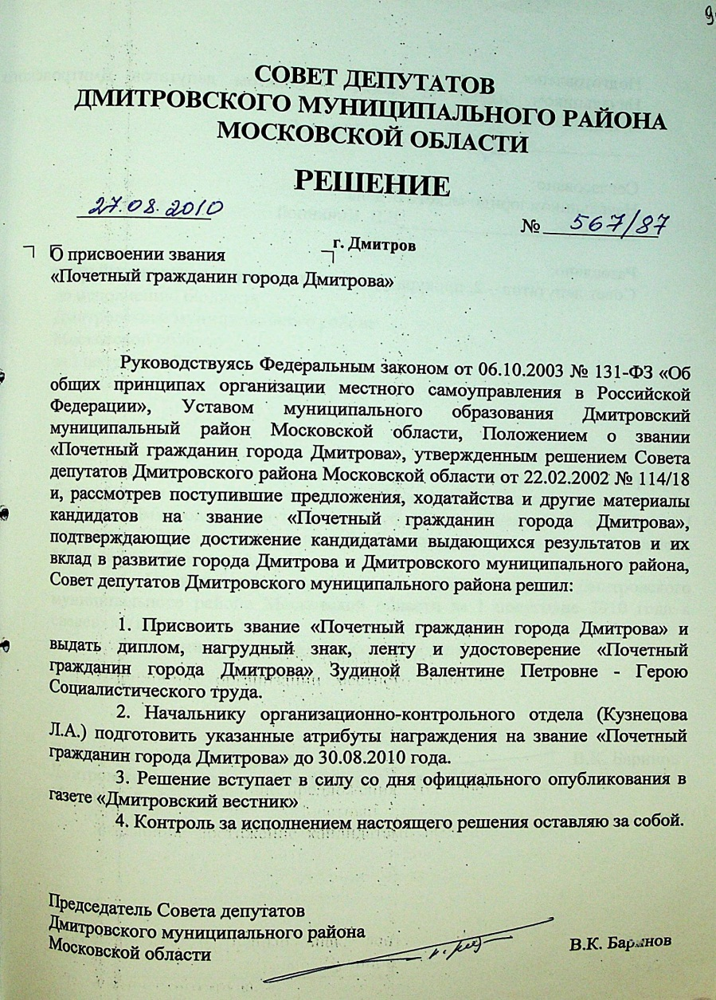 СОВЕТ ДЕПУТАТОВ
ДМИТРОВСКОГО МУНИЦИПАЛЬНОГО РАЙОНА
МОСКОВСКОЙ ОБЛАСТИ
РЕШЕНИЕ
27.08.2010
№ 567/87
г. Дмитров
О присвоении звания
«Почетный гражданин города Дмитрова»
Руководствуясь Федеральным законом от 06.10.2003 № 131-ФЗ «Об
общих принципах организации местного самоуправления в Российской
Федерации», Уставом муниципального образования Дмитровский
муниципальный район Московской области, Положением о звании
«Почетный гражданин города Дмитрова», утвержденным решением Совета
депутатов Дмитровского района Московской области от 22.02.2002 № 114/18
и, рассмотрев поступившие предложения, ходатайства и другие материалы
кандидатов на звание «Почетный гражданин города Дмитрова»,
подтверждающие достижение кандидатами выдающихся результатов и их
вклад в развитие города Дмитрова и Дмитровского муниципального района,
Совет депутатов Дмитровского муниципального района решил:
1. Присвоить звание «Почетный гражданин города Дмитрова» и
выдать диплом, нагрудный знак, ленту и удостоверение «Почетный
гражданин города Дмитрова» Зудиной Валентине Петровне - Герою
Социалистического труда.
2. Начальнику организационно-контрольного отдела (Кузнецова
Л.А.) подготовить указанные атрибуты награждения на звание «Почетный
гражданин города Дмитрова» до 30.08.2010 года.
3. Решение вступает в силу со дня официального опубликования в
газете «Дмитровский вестник»
4. Контроль за исполнением настоящего решения оставляю за собой.
Председатель Совета депутатов
Дмитровского муниципального района
Московской области
В.К. Баринов